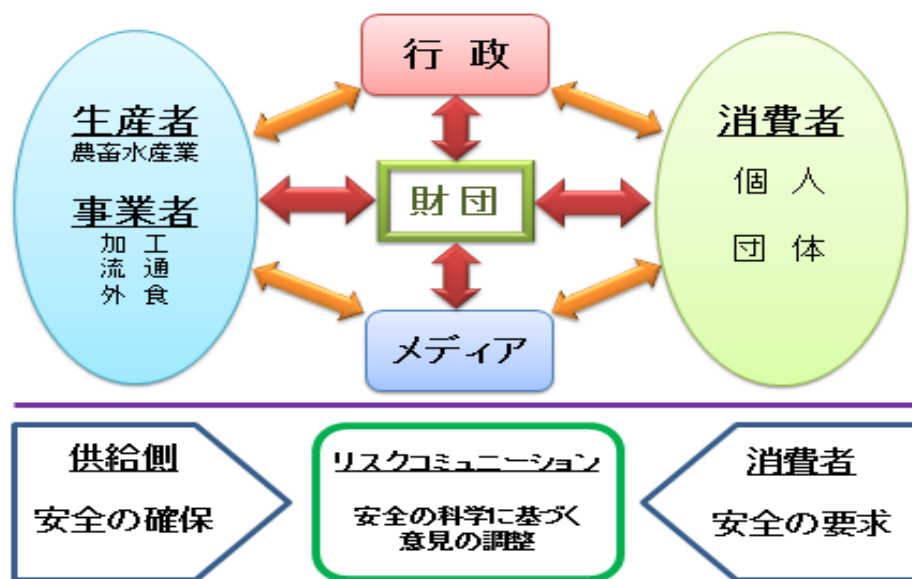 行 政
生産者
農畜水産業
事業者
加 工
流 通
外 食
財 団
消費者
個 人
団 体
メディア
供給側
安全の確保
リスクコミュニーション
安全の科学に基づく
意見の調整
消費者
安全の要求